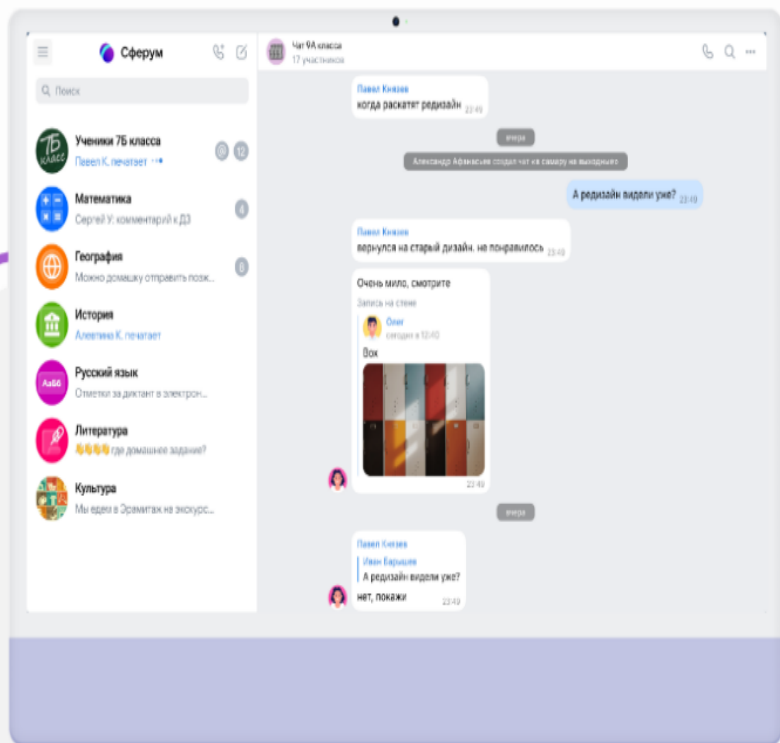 Сферум
Поиск
Ученики 7Б класса
Павел К. печатает
@ 12
7Б
класс
Математика
Сергей У: комментарий к ДЗ
4
География
Можно домашку отправить позж...
6
История
Алевтина К. печатает
АаБб
Русский язык
Отметки за диктант в электрон...
Литература
👋👋👋👋 где домашнее задание?
Культура
Мы едем в Эрамитаж на экскурс...
Чат 9А класса
17 участников
Павел Князев
когда раскатят редизайн 23:49
вчера
Александр Афанасьев создал чат «в самару на выходные»
А редизайн видели уже? 23:49
Павел Князев
вернулся на старый дизайн. не понравилось 23:49
Очень мило, смотрите
Запись на стене
Олег
сегодня в 13:40
Вох
23:49
вчера
Павел Князев
Иван Барышев
А редизайн видели уже?
нет, покажи 23:49